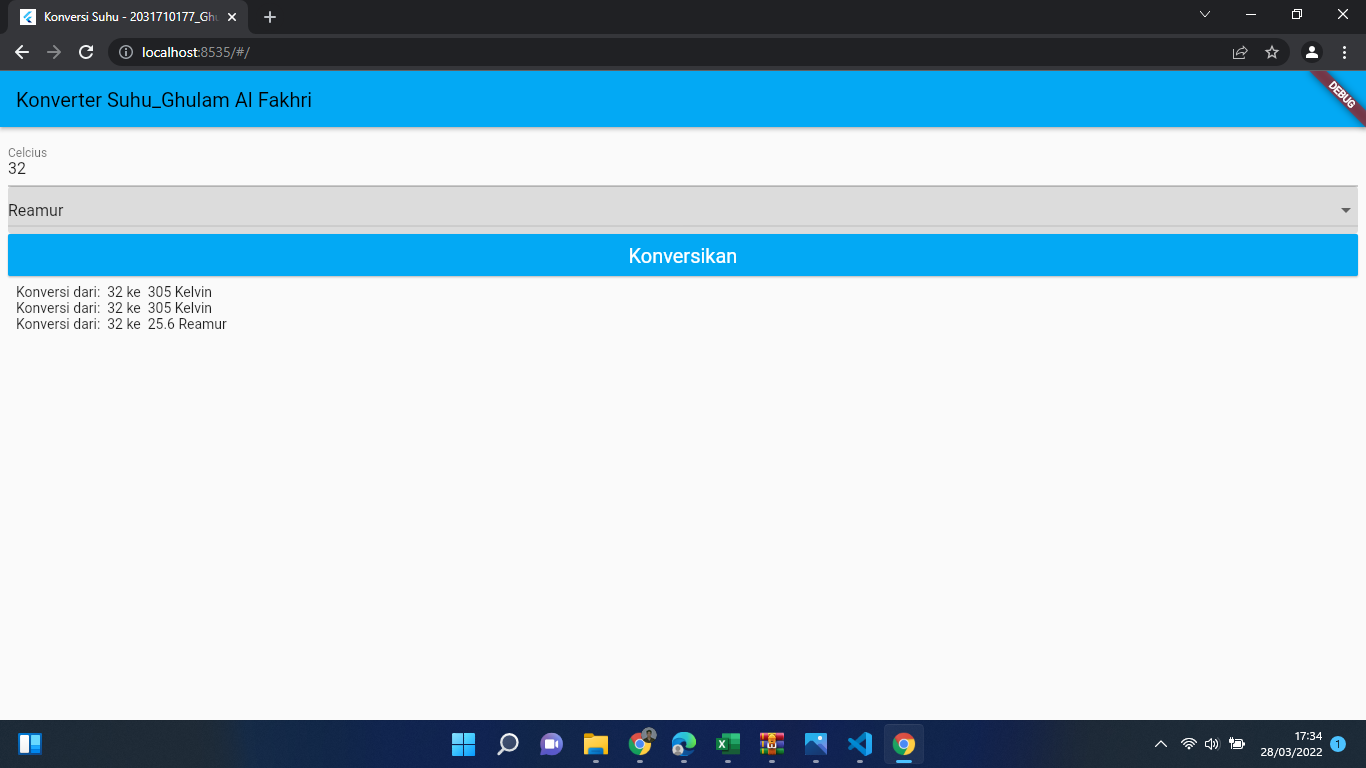 Konversi Suhu - 2031710177_Ghu
localhost:8535/#/
Konverter Suhu_Ghulam Al Fakhri
DEBUG
Celcius
32
Reamur
Konversikan
Konversi dari:  32 ke  305 Kelvin
Konversi dari:  32 ke  305 Kelvin
Konversi dari:  32 ke  25.6 Reamur
17:34
28/03/2022
1